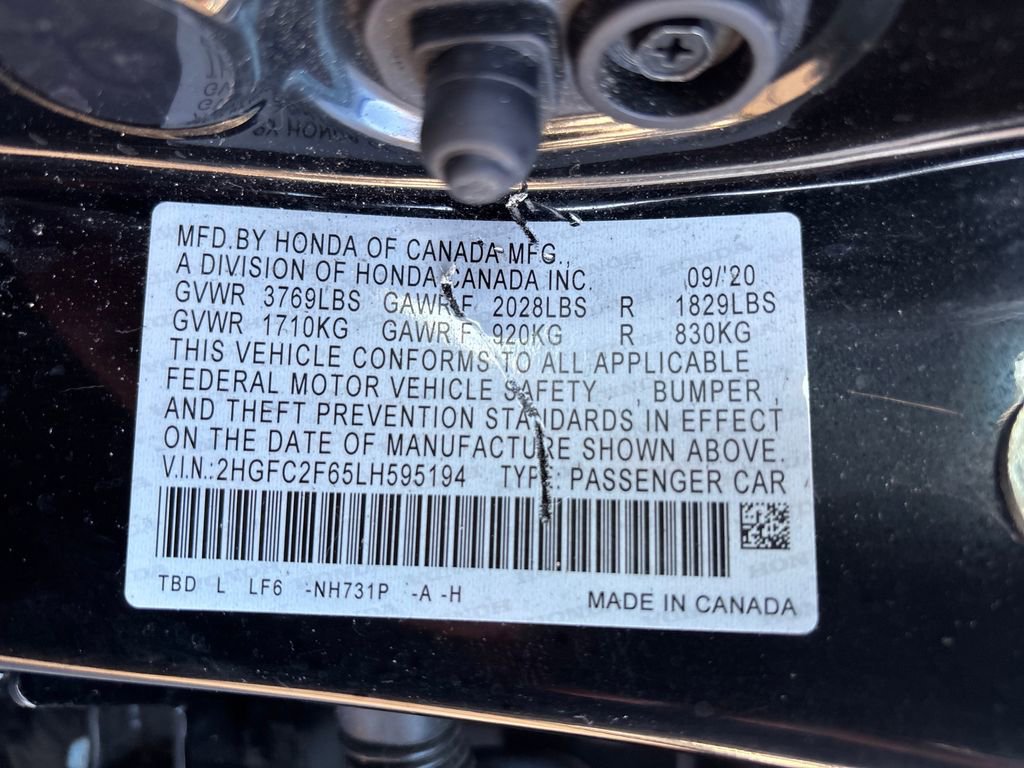 MFD.BY HONDA OF CANADA MFG.,
A DIVISION OF HONDA CANADA INC. 09/'20
GVWR 3769LBS GAWR F 2028LBS R 1829LBS
GVWR 1710KG GAWR F 920KG R 830KG
THIS VEHICLE CONFORMS TO ALL APPLICABLE
FEDERAL MOTOR VEHICLE SAFETY , BUMPER ,
AND THEFT PREVENTION STANDARDS IN EFFECT
ON THE DATE OF MANUFACTURE SHOWN ABOVE.
V.I.N.:2HGFC2F65LH595194 TYPE: PASSENGER CAR
TBD L LF6 -NH731P -A -H MADE IN CANADA